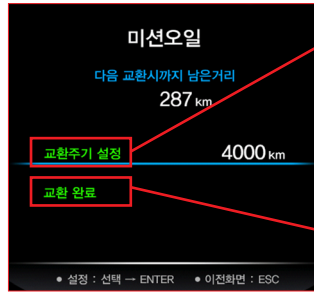 미션오일
다음 교환시까지 남은거리
287 km
교환주기 설정 4000 km
교환 완료
● 설정 : 선택 → ENTER ● 이전화면 : ESC